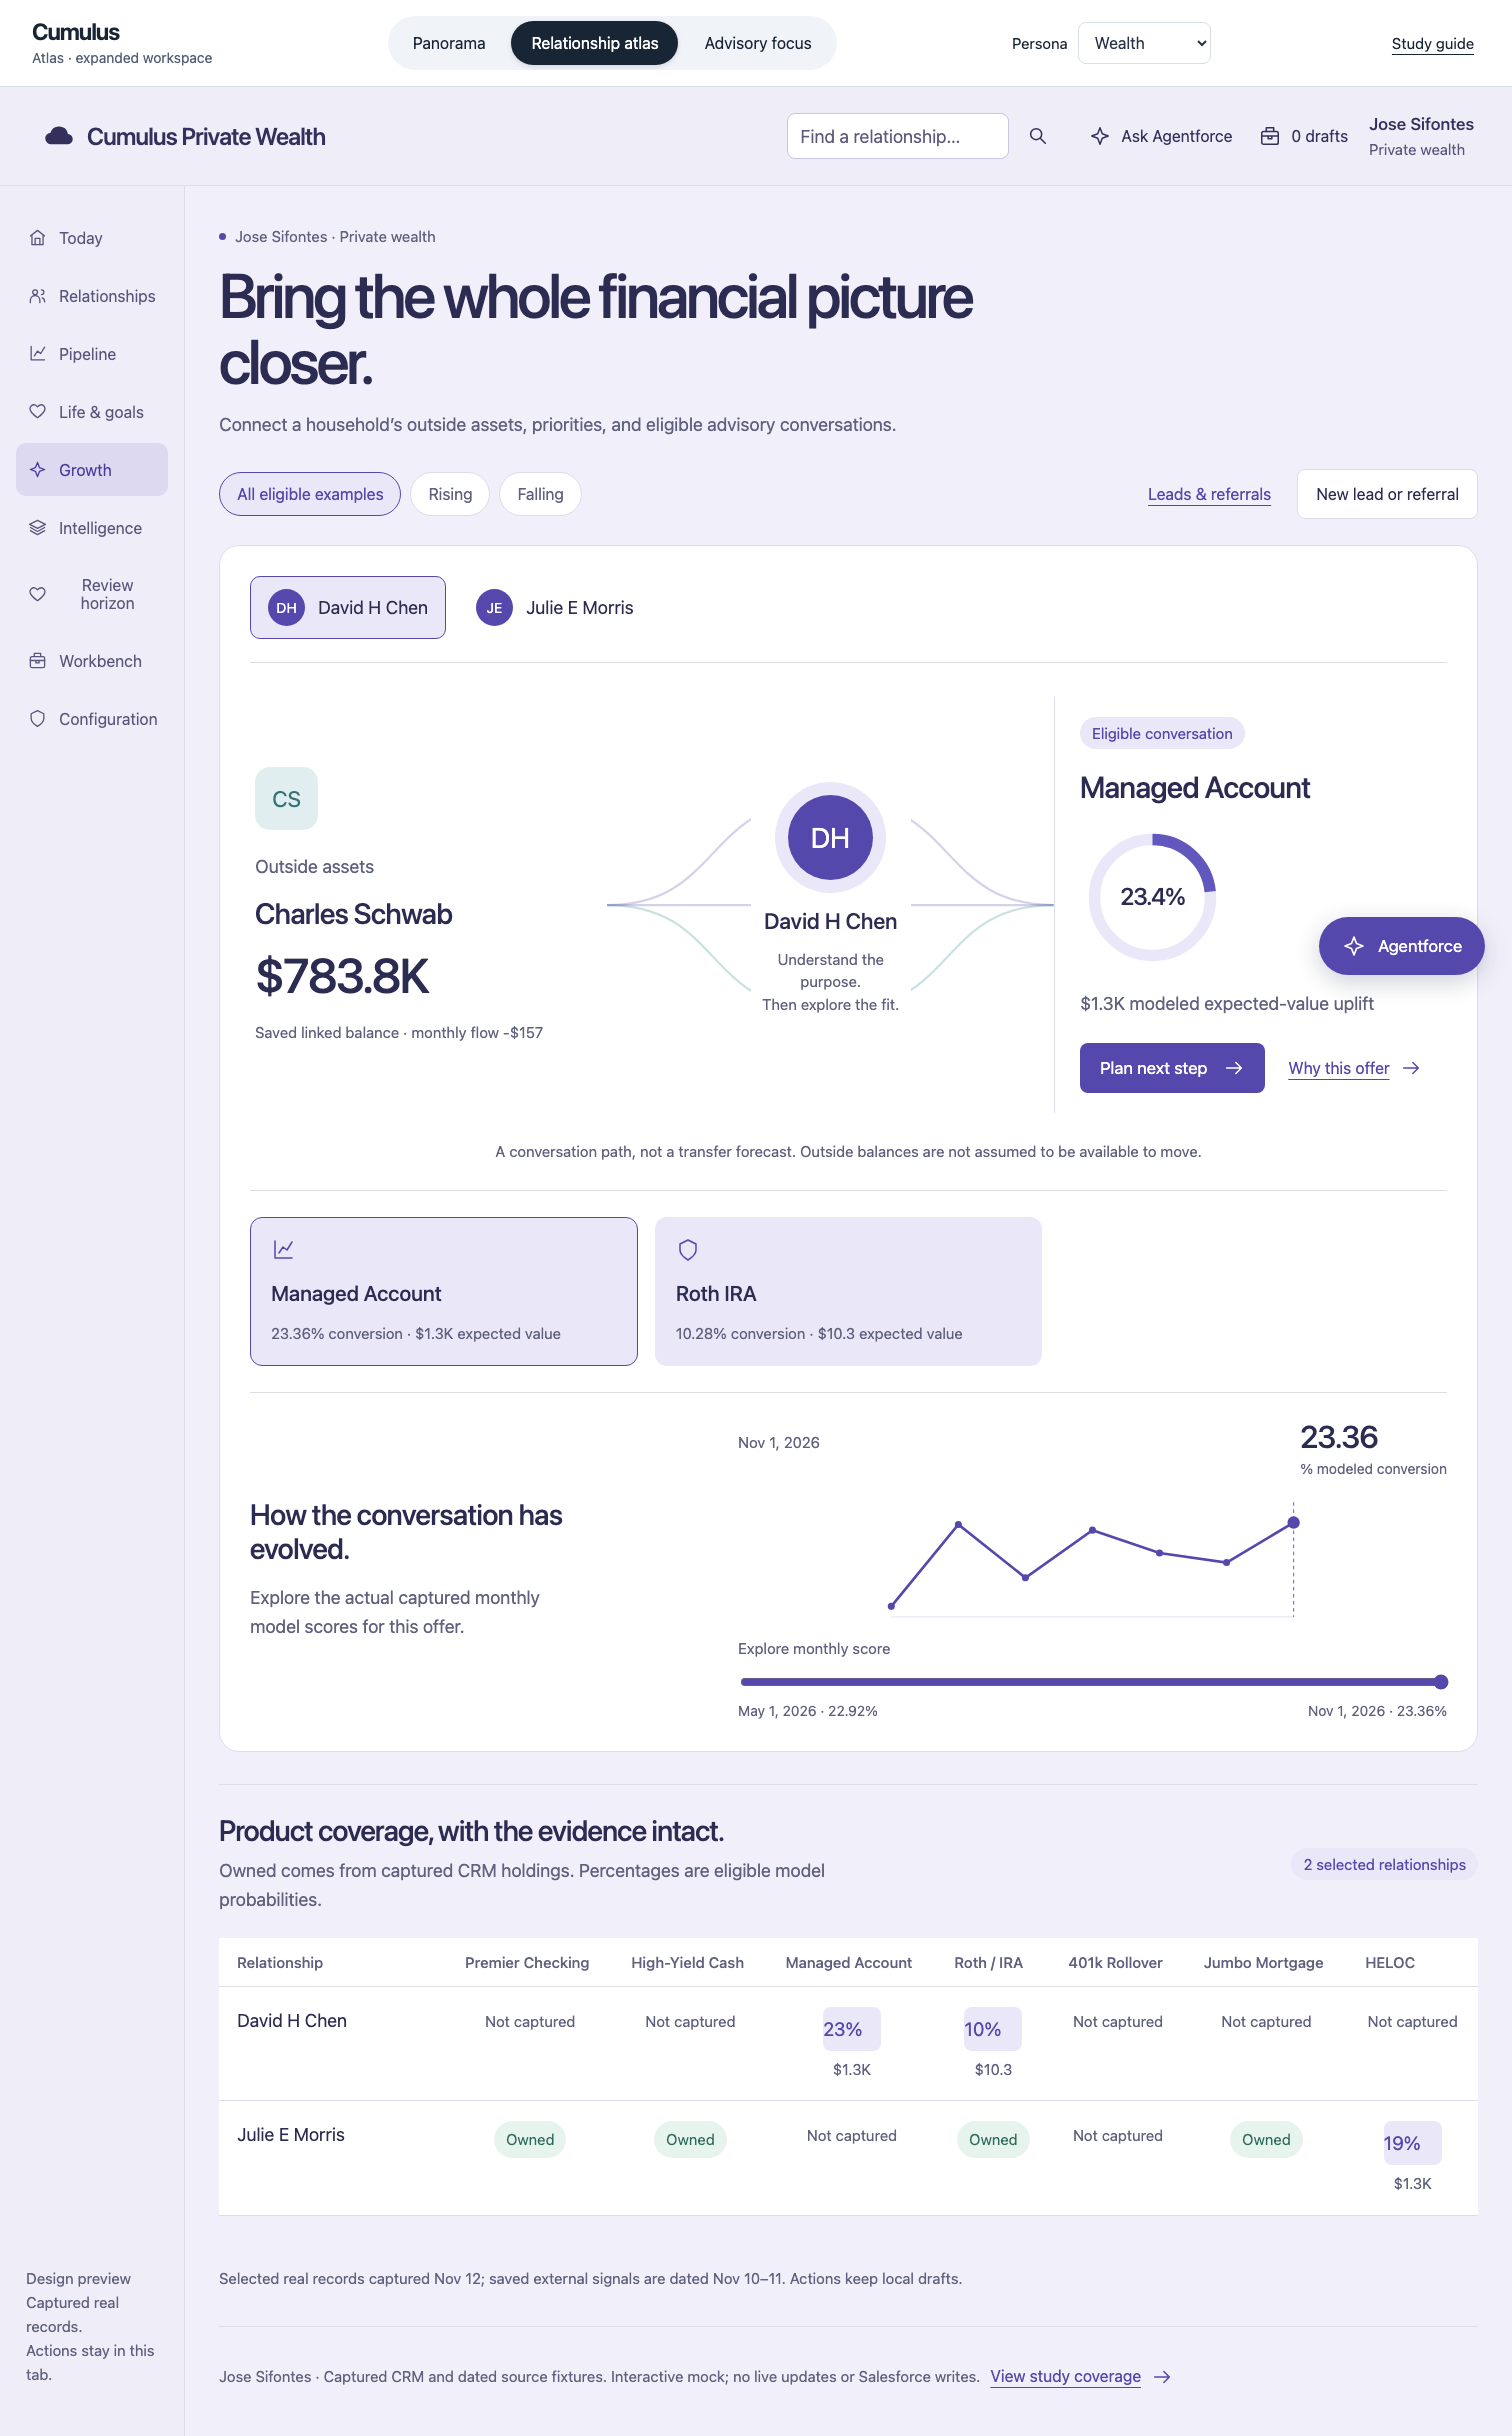 Cumulus
Atlas · expanded workspace
Panorama
Relationship atlas
Advisory focus
Persona
Wealth
Study guide
Cumulus Private Wealth
Find a relationship...
Ask Agentforce
0 drafts
Jose Sifontes
Private wealth
Today
Relationships
Pipeline
Life & goals
Growth
Intelligence
Review
horizon
Workbench
Configuration
Jose Sifontes · Private wealth
Bring the whole financial picture
closer.
Connect a household’s outside assets, priorities, and eligible advisory conversations.
All eligible examples
Rising
Falling
Leads & referrals
New lead or referral
DH
David H Chen
JE
Julie E Morris
CS
Outside assets
Charles Schwab
$783.8K
Saved linked balance · monthly flow -$157
DH
David H Chen
Understand the
purpose.
Then explore the fit.
Eligible conversation
Managed Account
23.4%
$1.3K modeled expected-value uplift
Plan next step
Why this offer
Agentforce
A conversation path, not a transfer forecast. Outside balances are not assumed to be available to move.
Managed Account
23.36% conversion · $1.3K expected value
Roth IRA
10.28% conversion · $10.3 expected value
How the conversation has
evolved.
Explore the actual captured monthly
model scores for this offer.
Nov 1, 2026
23.36
% modeled conversion
Explore monthly score
May 1, 2026 · 22.92%
Nov 1, 2026 · 23.36%
Product coverage, with the evidence intact.
Owned comes from captured CRM holdings. Percentages are eligible model
probabilities.
2 selected relationships
Relationship
Premier Checking
High-Yield Cash
Managed Account
Roth / IRA
401k Rollover
Jumbo Mortgage
HELOC
David H Chen
Not captured
Not captured
23%
$1.3K
10%
$10.3
Not captured
Not captured
Not captured
Julie E Morris
Owned
Owned
Not captured
Owned
Not captured
Owned
19%
$1.3K
Design preview
Captured real
records.
Actions stay in this
tab.
Selected real records captured Nov 12; saved external signals are dated Nov 10–11. Actions keep local drafts.
Jose Sifontes · Captured CRM and dated source fixtures. Interactive mock; no live updates or Salesforce writes.
View study coverage